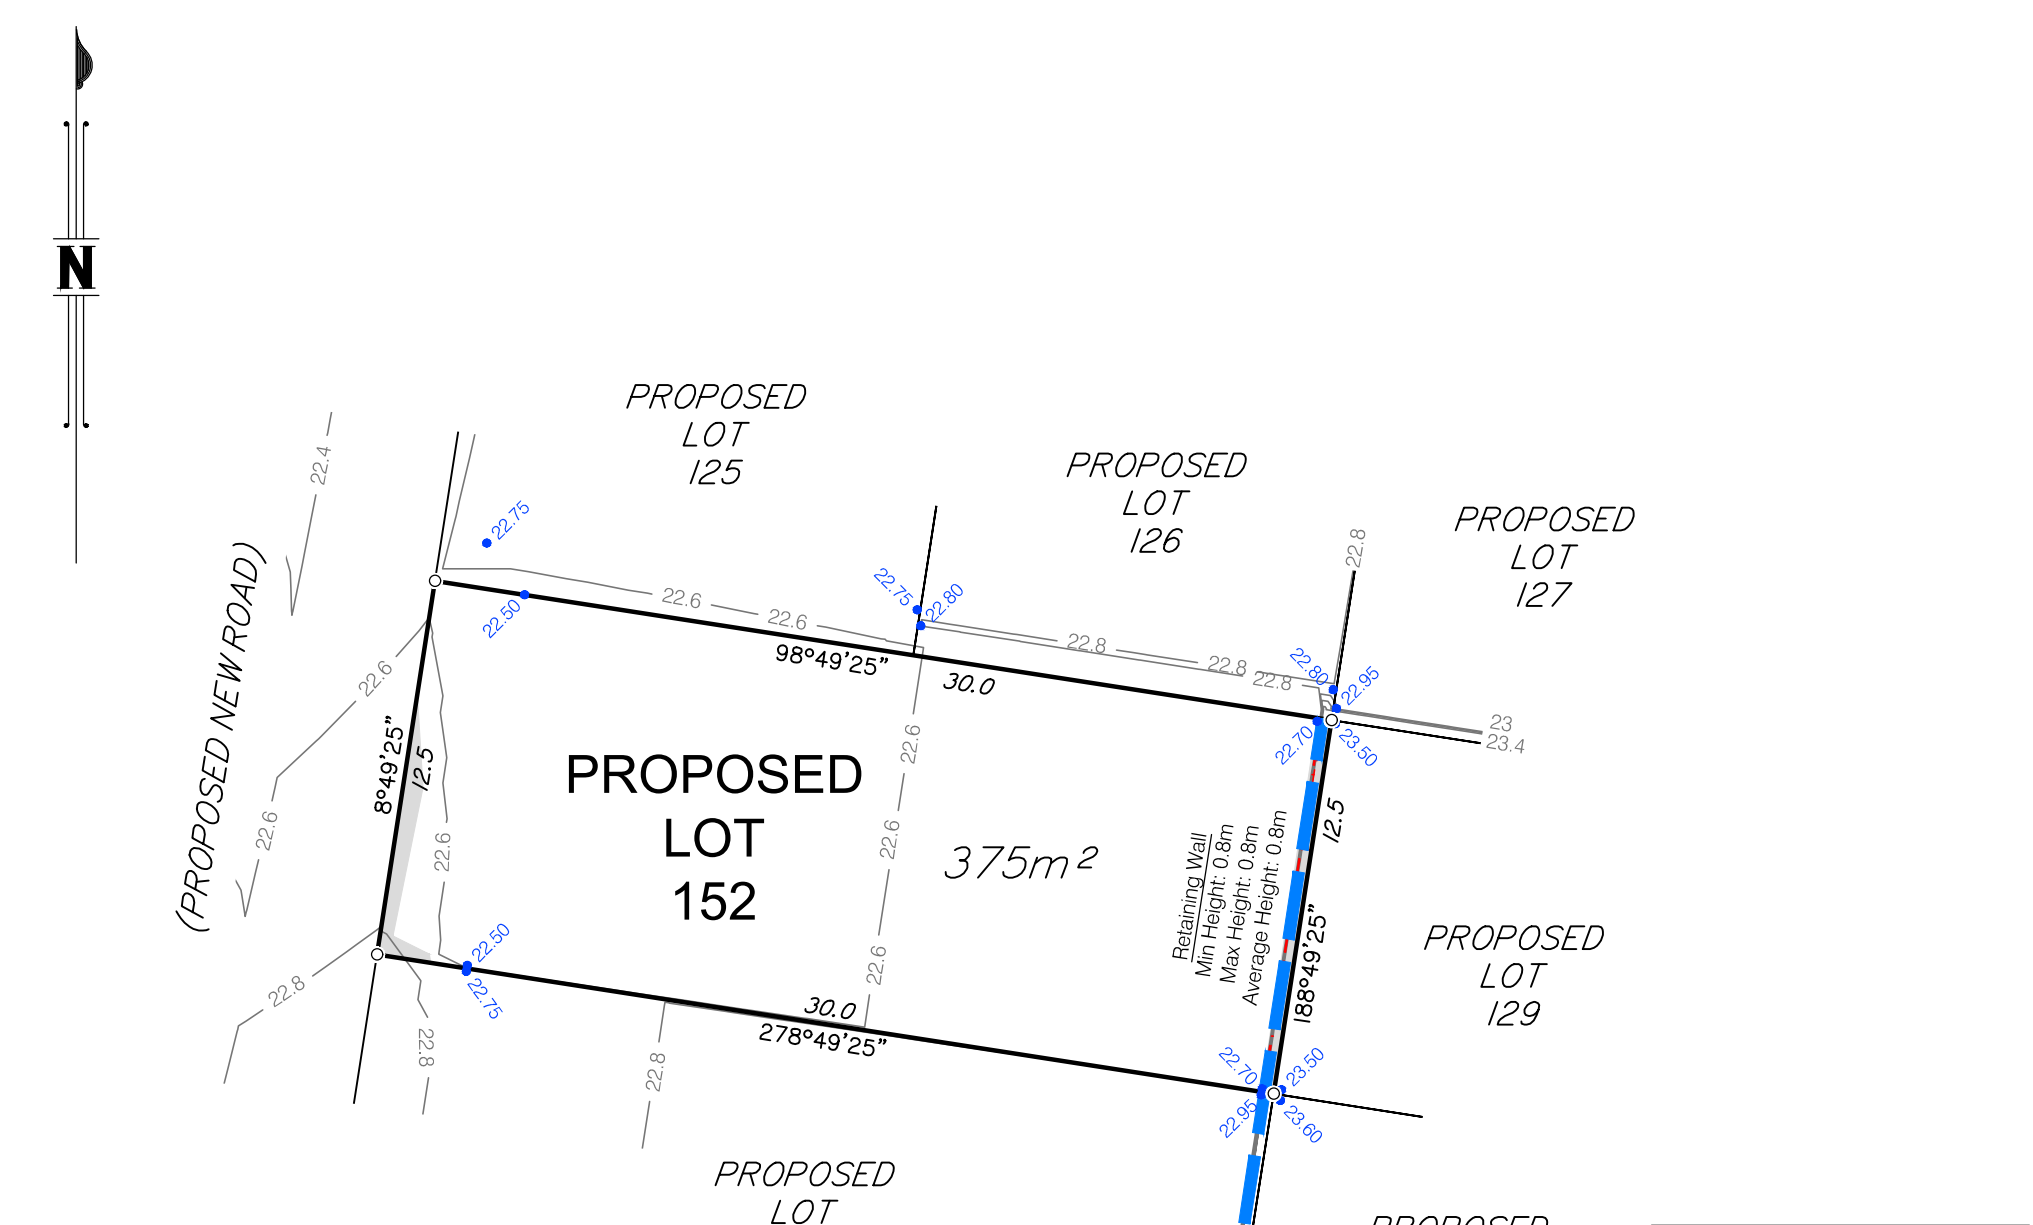 N
PROPOSED
LOT
125
PROPOSED
LOT
126
PROPOSED
LOT
127
22.4
22.75
22.50
22.6
22.6
22.75
22.80
22.8
22.8
22.8
22.8
22.80
22.95
23
23.4
98°49'25"
30.0
22.70
23.50
(PROPOSED NEW ROAD)
22.6
22.6
8°49'25"
12.5
22.6
PROPOSED
LOT
152
375m²
22.6
22.6
22.6
Retaining Wall
Min Height: 0.8m
Max Height: 0.8m
Average Height: 0.8m
12.5
188°49'25"
PROPOSED
LOT
129
22.50
22.75
22.8
22.8
22.8
30.0
278°49'25"
22.70
23.50
22.95
23.60
PROPOSED
LOT
PROPOSED